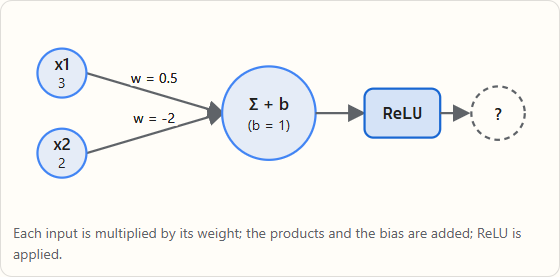 x1
3
w = 0.5
x2
2
w = -2
Σ + b
(b = 1)
ReLU
?
Each input is multiplied by its weight; the products and the bias are added; ReLU is
applied.